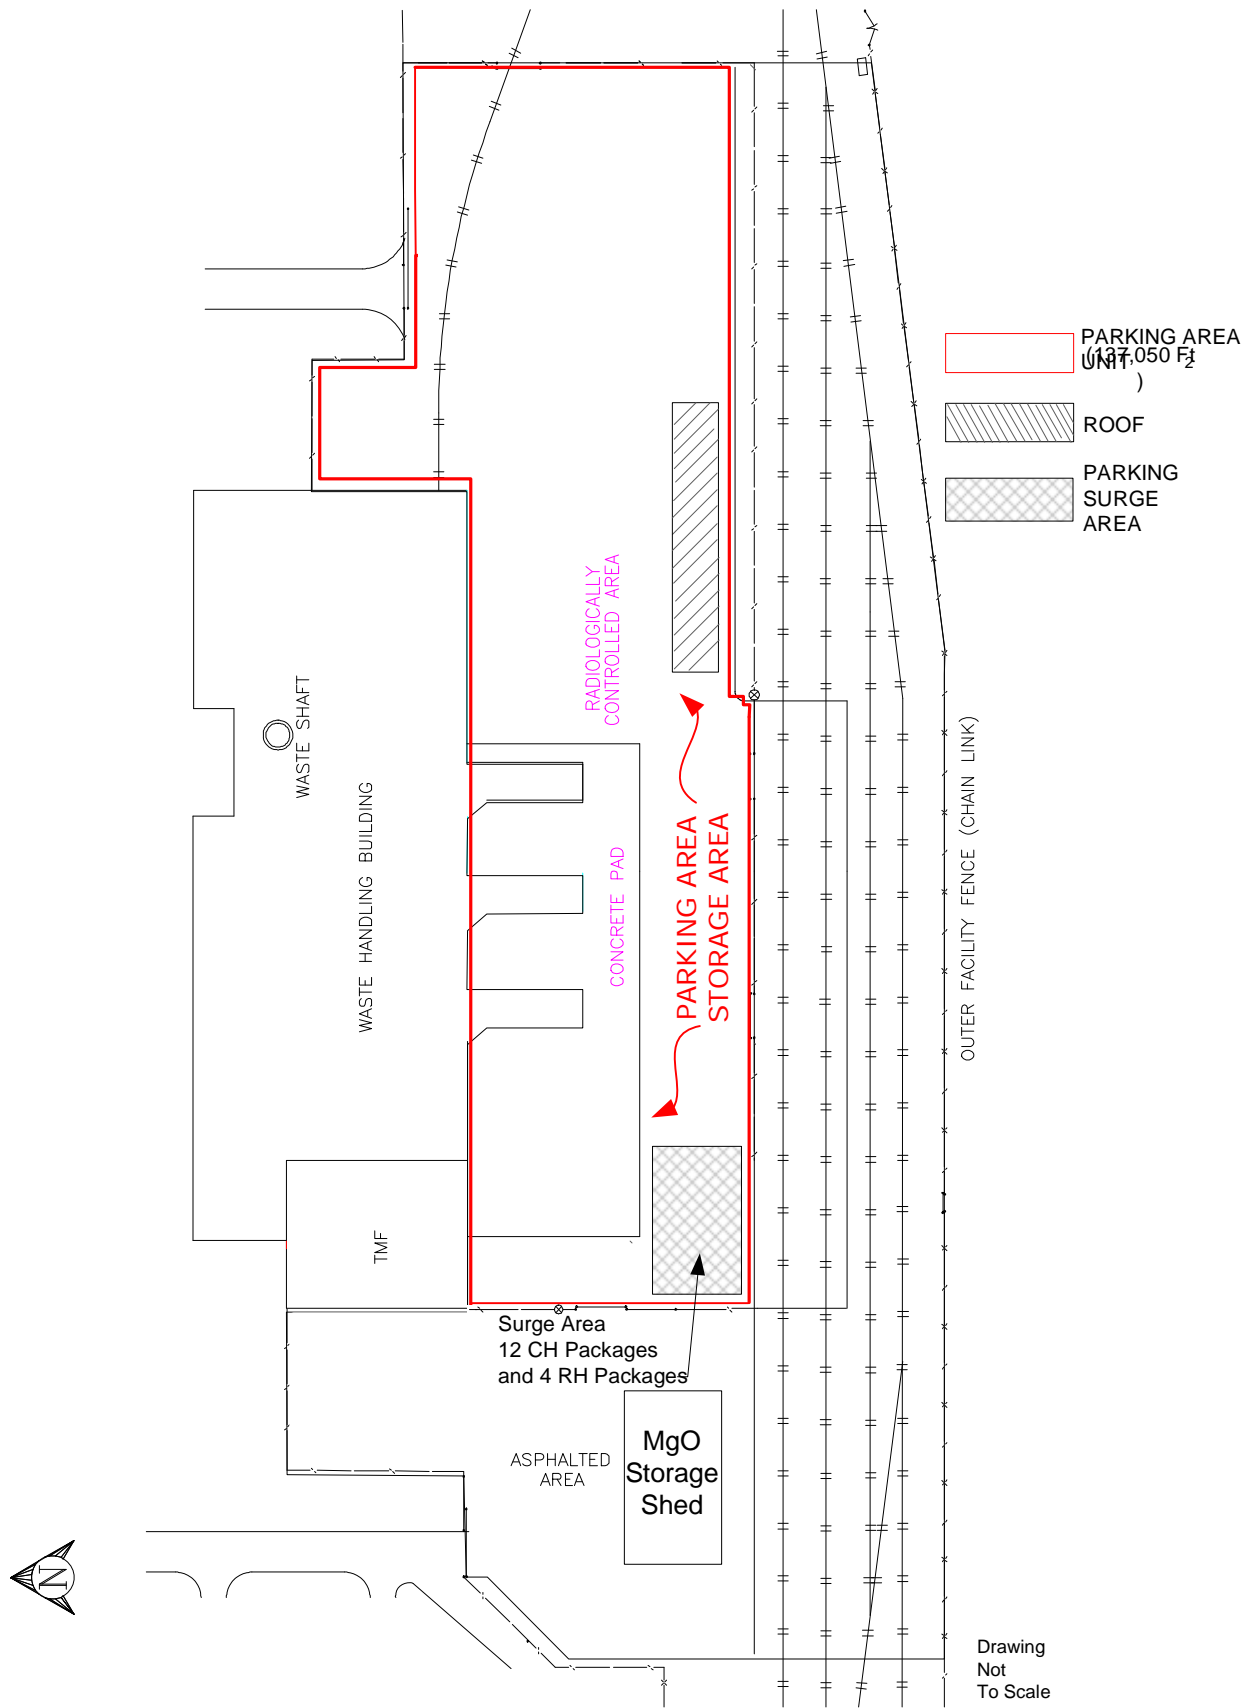 PARKING AREA
UNIT
(137,050 Ft
2
)
ROOF
PARKING
SURGE
AREA
RADIOLOGICALLY
CONTROLLED AREA
WASTE SHAFT
WASTE HANDLING BUILDING
CONCRETE PAD
PARKING AREA
STORAGE AREA
OUTER FACILITY FENCE (CHAIN LINK)
TMF
Surge Area
12 CH Packages
and 4 RH Packages
MgO
Storage
Shed
ASPHALTED
AREA
N
Drawing
Not
To Scale